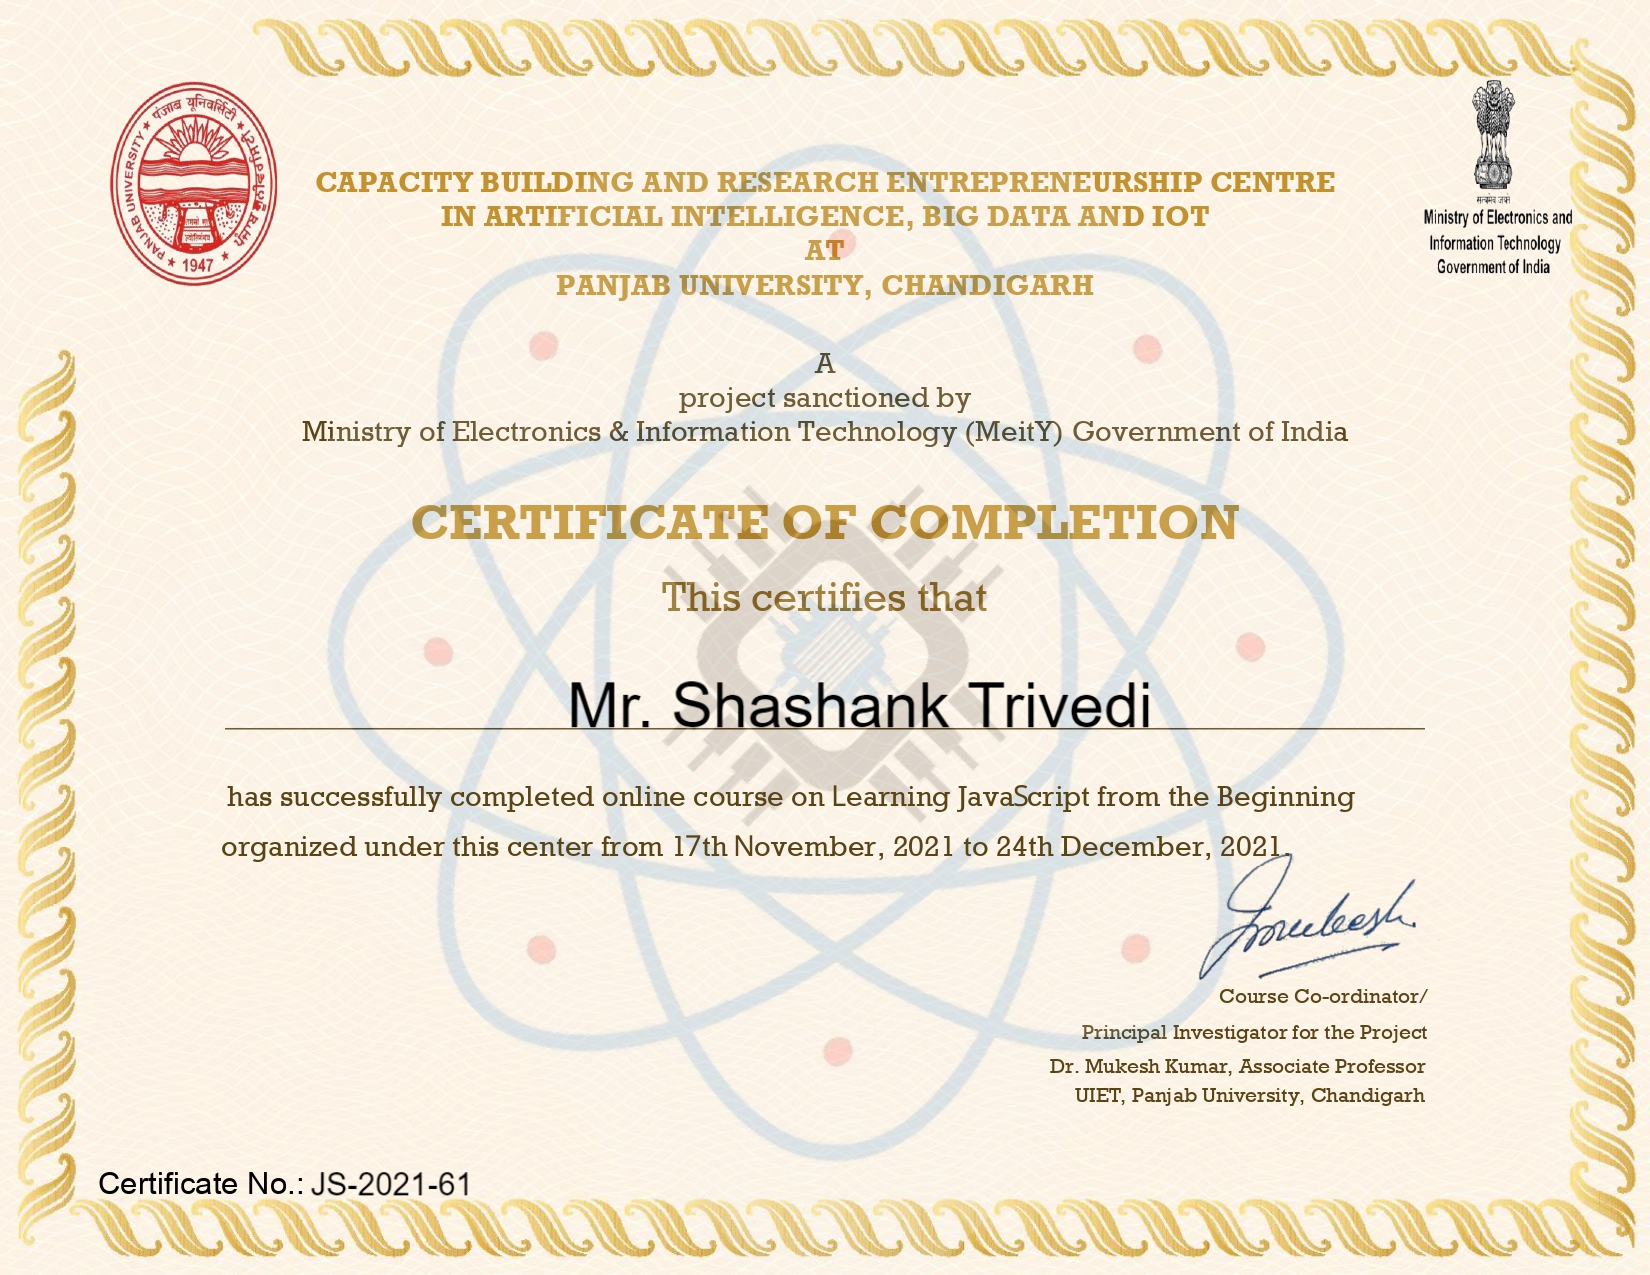 पंजाब यूनिवर्सिटी
PANJAB UNIVERSITY
ਪੰਜਾਬ ਯੂਨੀਵਰਸਿਟੀ
1947
सत्यमेव जयते
Ministry of Electronics and
Information Technology
Government of India
CAPACITY BUILDING AND RESEARCH ENTREPRENEURSHIP CENTRE
IN ARTIFICIAL INTELLIGENCE, BIG DATA AND IOT
AT
PANJAB UNIVERSITY, CHANDIGARH
A
project sanctioned by
Ministry of Electronics & Information Technology (MeitY) Government of India
CERTIFICATE OF COMPLETION
This certifies that
Mr. Shashank Trivedi
has successfully completed online course on Learning JavaScript from the Beginning
organized under this center from 17th November, 2021 to 24th December, 2021.
Course Co-ordinator/
Principal Investigator for the Project
Dr. Mukesh Kumar, Associate Professor
UIET, Panjab University, Chandigarh
Certificate No.: JS-2021-61